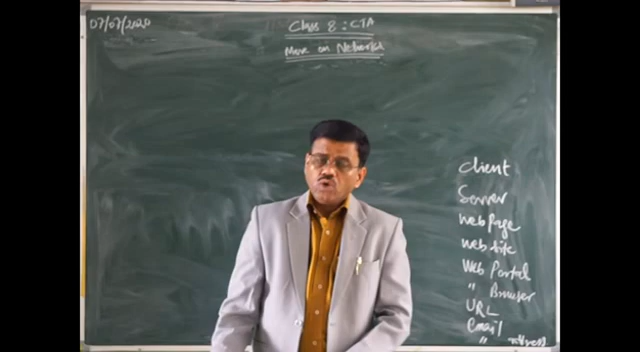 07/07/2020
Class 8: CTA
More on Networks
Client
Server
Web Page
Web site
Web Portal
" Browser
URL
Email
" address